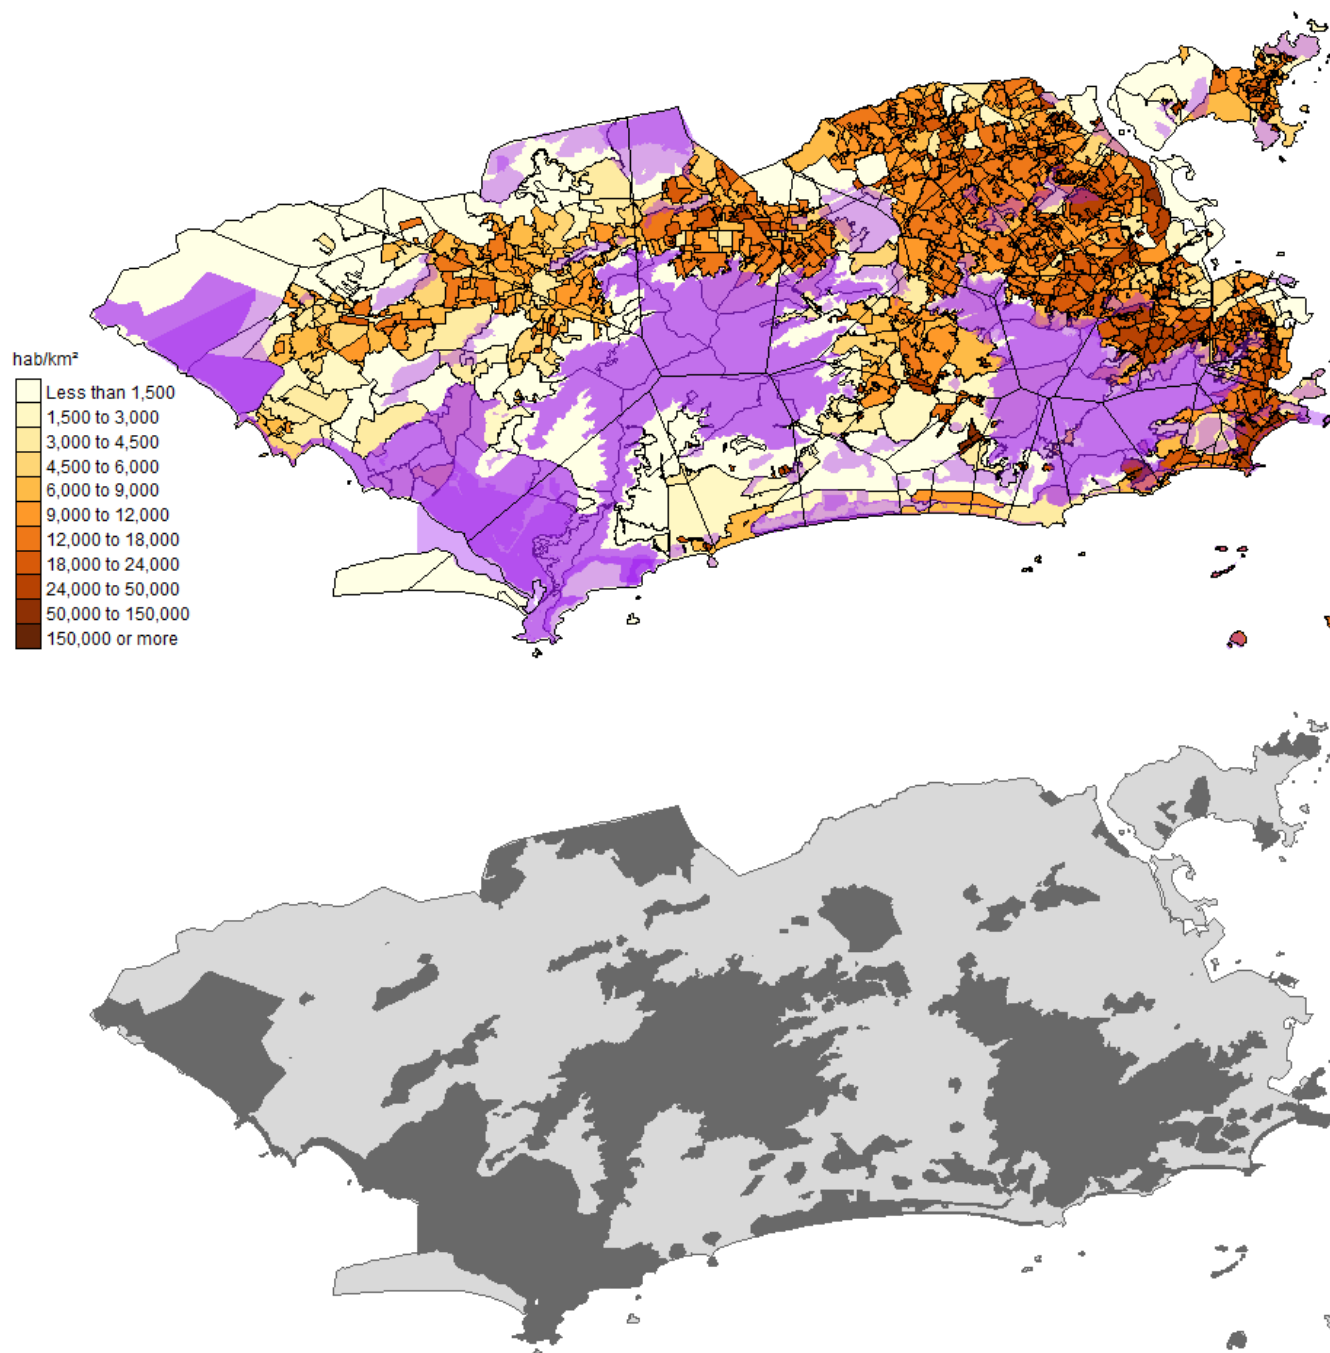 hab/km²
Less than 1,500
1,500 to 3,000
3,000 to 4,500
4,500 to 6,000
6,000 to 9,000
9,000 to 12,000
12,000 to 18,000
18,000 to 24,000
24,000 to 50,000
50,000 to 150,000
150,000 or more